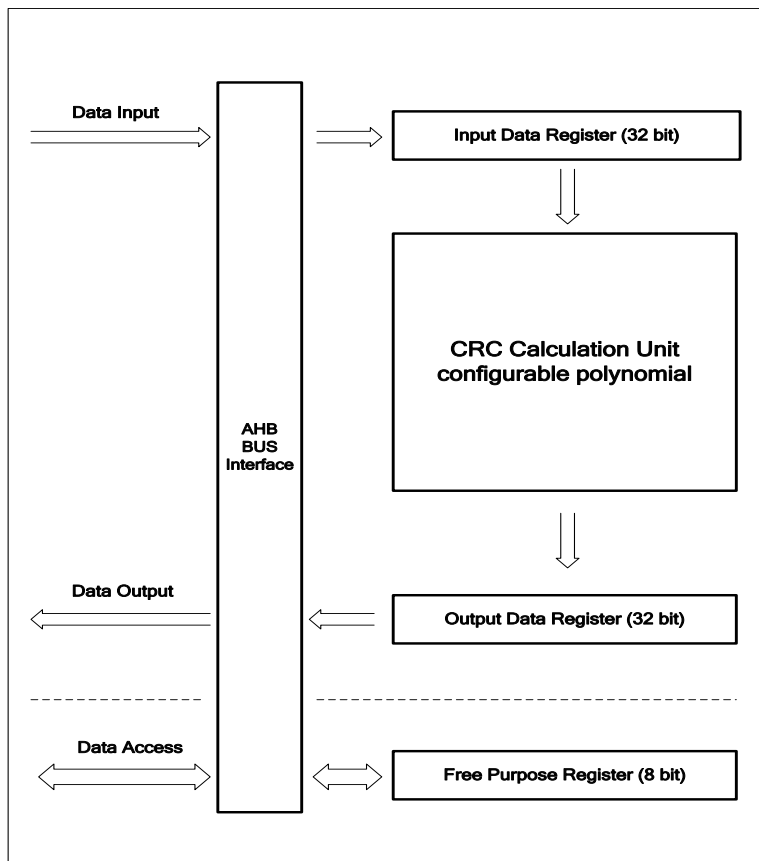 Data Input
Input Data Register (32 bit)
CRC Calculation Unit
configurable polynomial
AHB
BUS
Interface
Data Output
Output Data Register (32 bit)
Data Access
Free Purpose Register (8 bit)